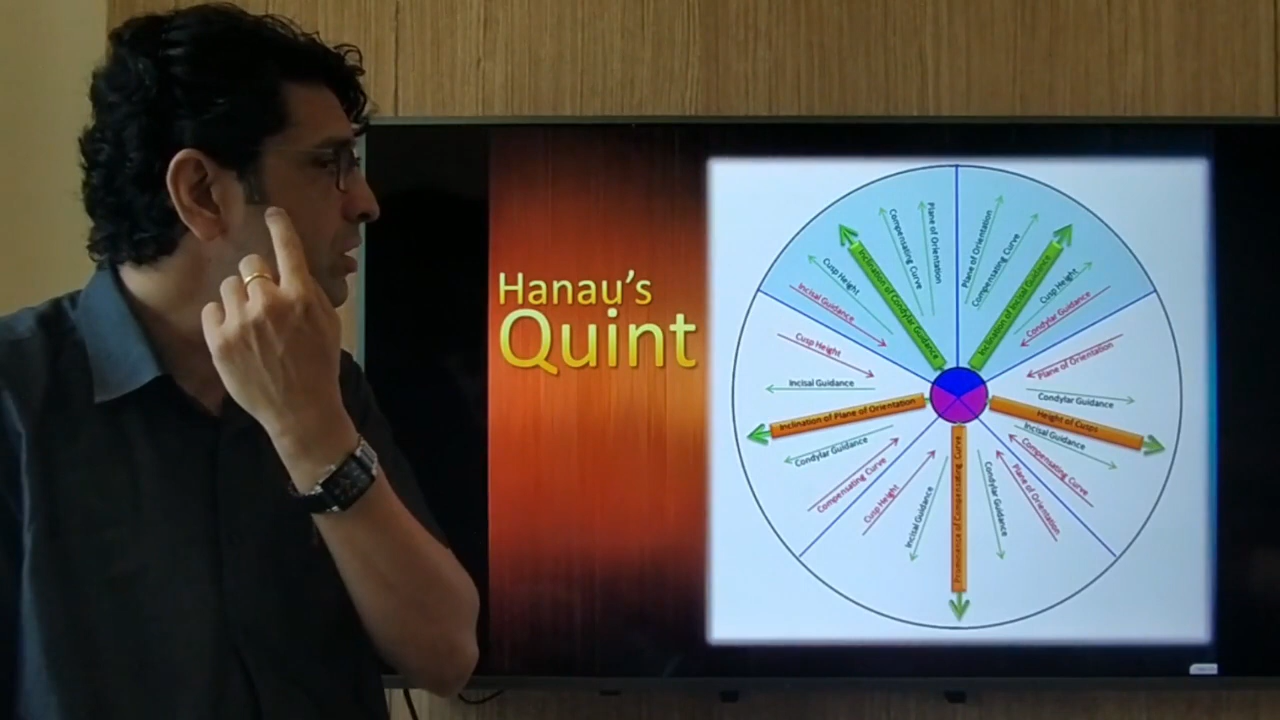 Hanau's
Quint
Plane of Orientation
Compensating Curve
Inclination of Condylar Guidance
Cusp Height
Incisal Guidance
Plane of Orientation
Compensating Curve
Inclination of Incisal Guidance
Cusp Height
Condylar Guidance
Cusp Height
Incisal Guidance
Inclination of Plane of Orientation
Condylar Guidance
Compensating Curve
Plane of Orientation
Condylar Guidance
Height of Cusps
Incisal Guidance
Compensating Curve
Cusp Height
Incisal Guidance
Prominence of Compensating Curve
Condylar Guidance
Plane of Orientation